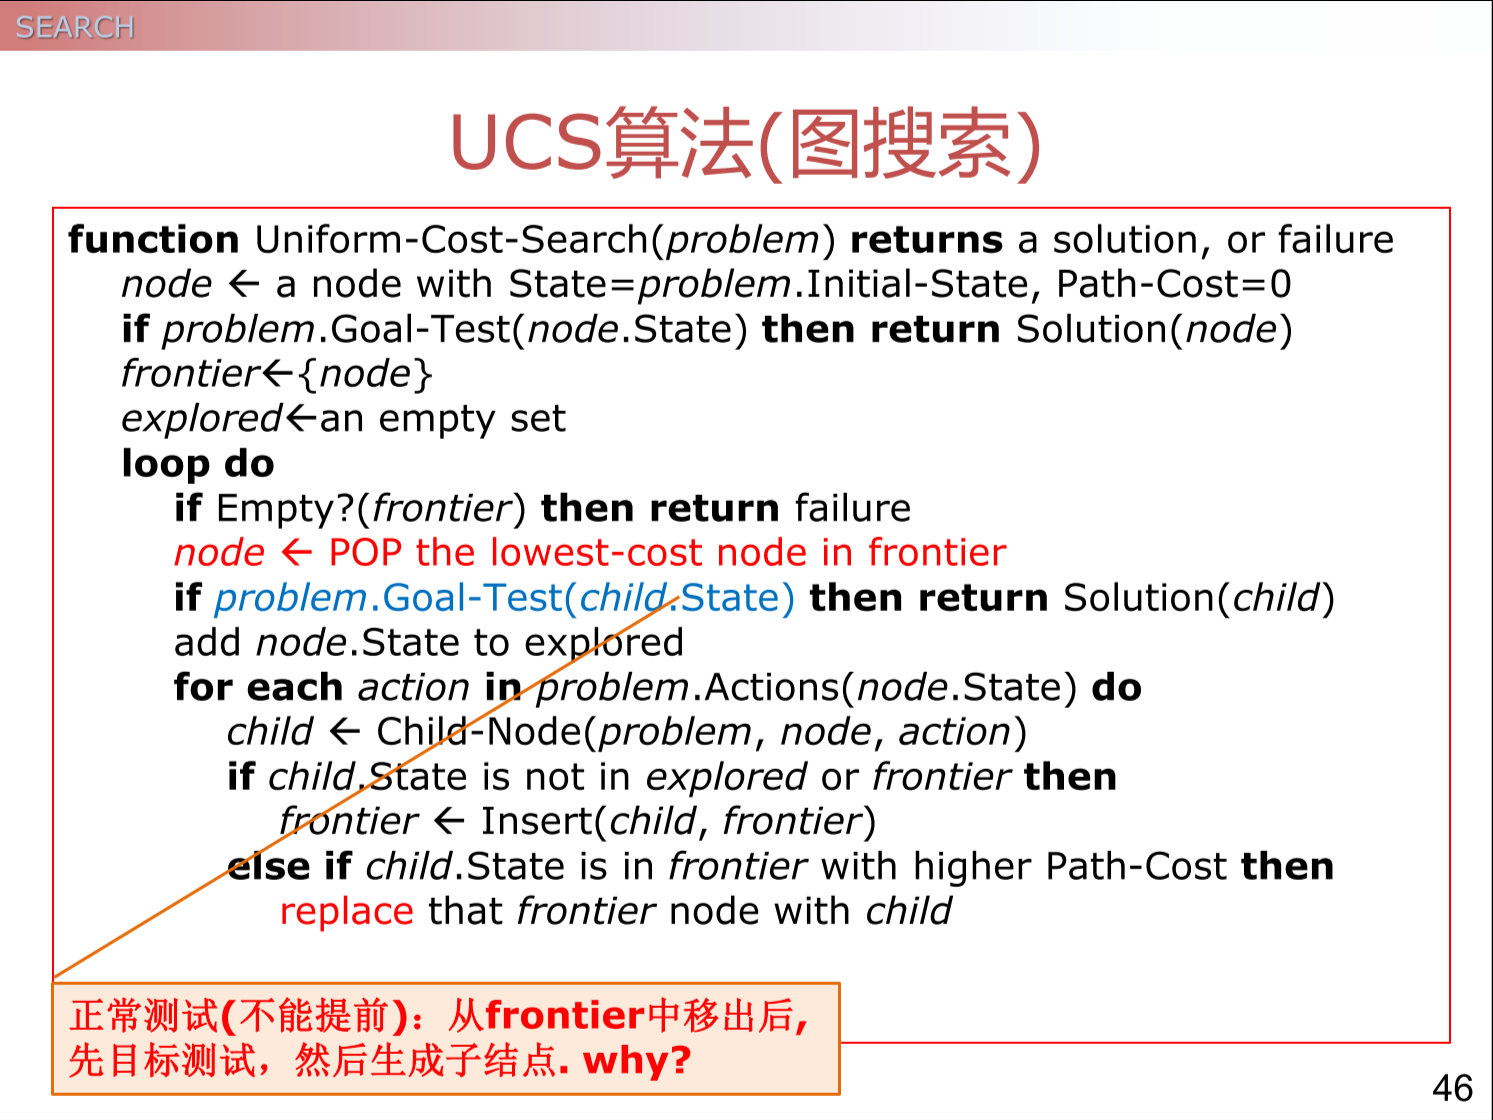 SEARCH
UCS算法(图搜索)
function Uniform-Cost-Search(problem) returns a solution, or failure
node ← a node with State=problem.Initial-State, Path-Cost=0
if problem.Goal-Test(node.State) then return Solution(node)
frontier←{node}
explored←an empty set
loop do
if Empty?(frontier) then return failure
node ← POP the lowest-cost node in frontier
if problem.Goal-Test(child.State) then return Solution(child)
add node.State to explored
for each action in problem.Actions(node.State) do
child ← Child-Node(problem, node, action)
if child.State is not in explored or frontier then
frontier ← Insert(child, frontier)
else if child.State is in frontier with higher Path-Cost then
replace that frontier node with child
正常测试(不能提前)：从frontier中移出后,
先目标测试，然后生成子结点. why?
46